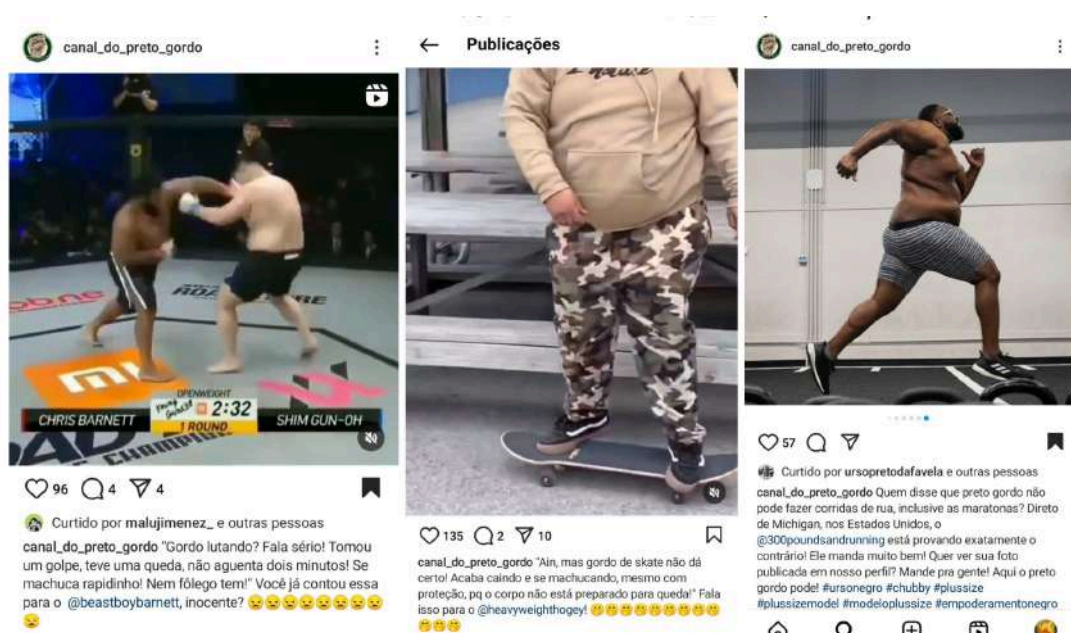 canal_do_preto_gordo
CHRIS BARNETT
OPENWEIGHT
2:32
1 ROUND
SHIM GUN-OH
96 4 4
Curtido por malujimenez_ e outras pessoas
canal_do_preto_gordo "Gordo lutando? Fala sério! Tomou
um golpe, teve uma queda, não aguenta dois minutos! Se
machuca rapidinho! Nem fôlego tem!" Você já contou essa
para o @beastboybarnett, inocente? 😒😒😒😒😒😒😒😒
😒
Publicações
135 2 10
canal_do_preto_gordo "Ain, mas gordo de skate não dá
certo! Acaba caindo e se machucando, mesmo com
proteção, pq o corpo não está preparado para queda!" Fala
isso para o @heavyweighthogey! 🤭🤭🤭🤭🤭🤭🤭🤭🤭🤭
🤭🤭🤭
canal_do_preto_gordo
57
Curtido por ursopretodafavela e outras pessoas
canal_do_preto_gordo Quem disse que preto gordo não
pode fazer corridas de rua, inclusive as maratonas? Direto
de Michigan, nos Estados Unidos, o
@300poundsandrunning está provando exatamente o
contrário! Ele manda muito bem! Quer ver sua foto
publicada em nosso perfil? Mande pra gente! Aqui o preto
gordo pode! #ursonegro #chubby #plussize
#plussizemodel #modeloplussize #empoderamentonegro